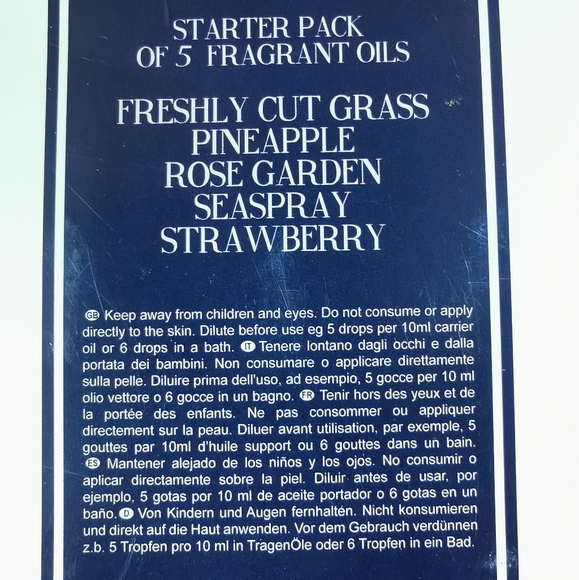 STARTER PACK
OF 5 FRAGRANT OILS
FRESHLY CUT GRASS
PINEAPPLE
ROSE GARDEN
SEASPRAY
STRAWBERRY
GB Keep away from children and eyes. Do not consume or apply
directly to the skin. Dilute before use eg 5 drops per 10ml carrier
oil or 6 drops in a bath. IT Tenere lontano dagli occhi e dalla
portata dei bambini. Non consumare o applicare direttamente
sulla pelle. Diluire prima dell'uso, ad esempio, 5 gocce per 10 ml
olio vettore o 6 gocce in un bagno. FR Tenir hors des yeux et de
la portée des enfants. Ne pas consommer ou appliquer
directement sur la peau. Diluer avant utilisation, par exemple, 5
gouttes par 10ml d'huile support ou 6 gouttes dans un bain.
ES Mantener alejado de los niños y los ojos. No consumir o
aplicar directamente sobre la piel. Diluir antes de usar, por
ejemplo, 5 gotas por 10 ml de aceite portador o 6 gotas en un
baño. D Von Kindern und Augen fernhalten. Nicht konsumieren
und direkt auf die Haut anwenden. Vor dem Gebrauch verdünnen
z.b. 5 Tropfen pro 10 ml in TragenÖle oder 6 Tropfen in ein Bad.